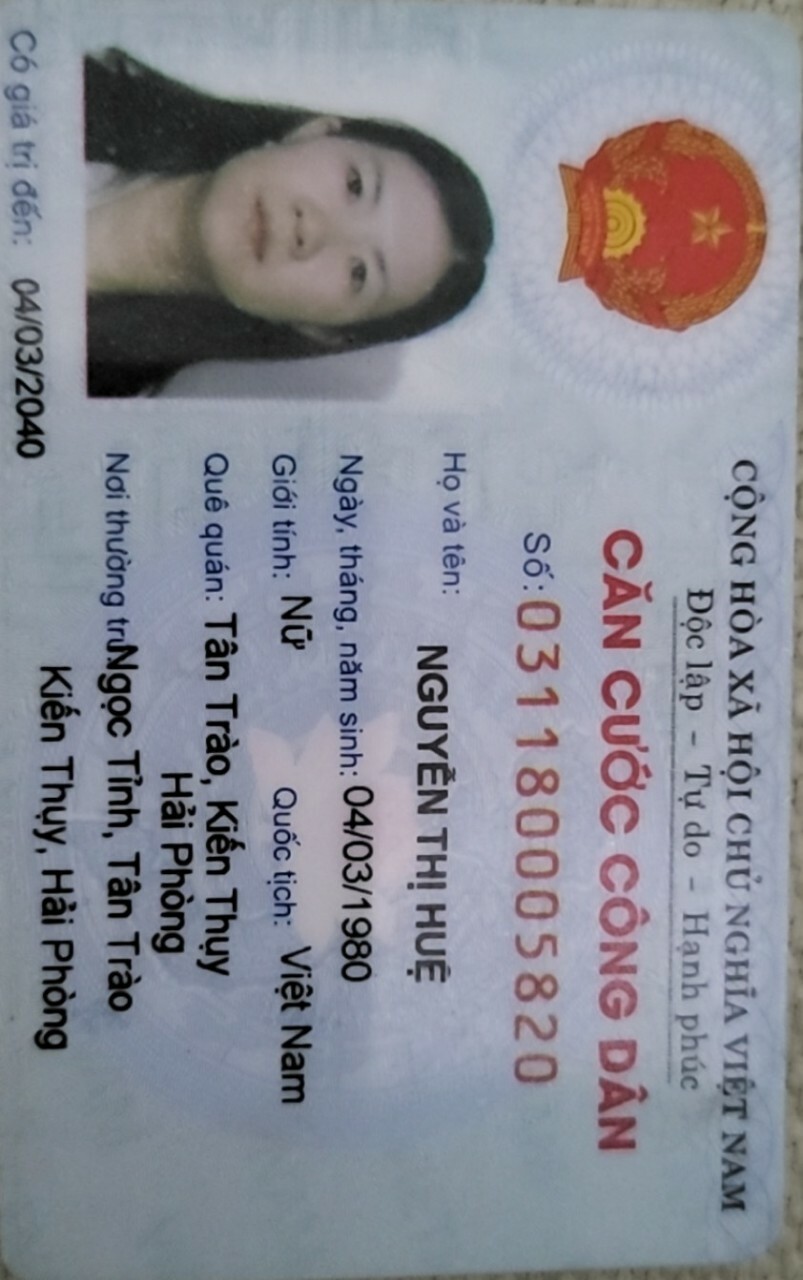 CỘNG HÒA XÃ HỘI CHỦ NGHĨA VIỆT NAM
Độc lập - Tự do - Hạnh phúc
CĂN CƯỚC CÔNG DÂN
Số: 031180005820
Họ và tên:
NGUYỄN THỊ HUỆ
Ngày, tháng, năm sinh: 04/03/1980
Giới tính: Nữ Quốc tịch: Việt Nam
Quê quán: Tân Trào, Kiến Thụy
Hải Phòng
Nơi thường trú: Ngọc Tỉnh, Tân Trào
Kiến Thụy, Hải Phòng
Có giá trị đến: 04/03/2040